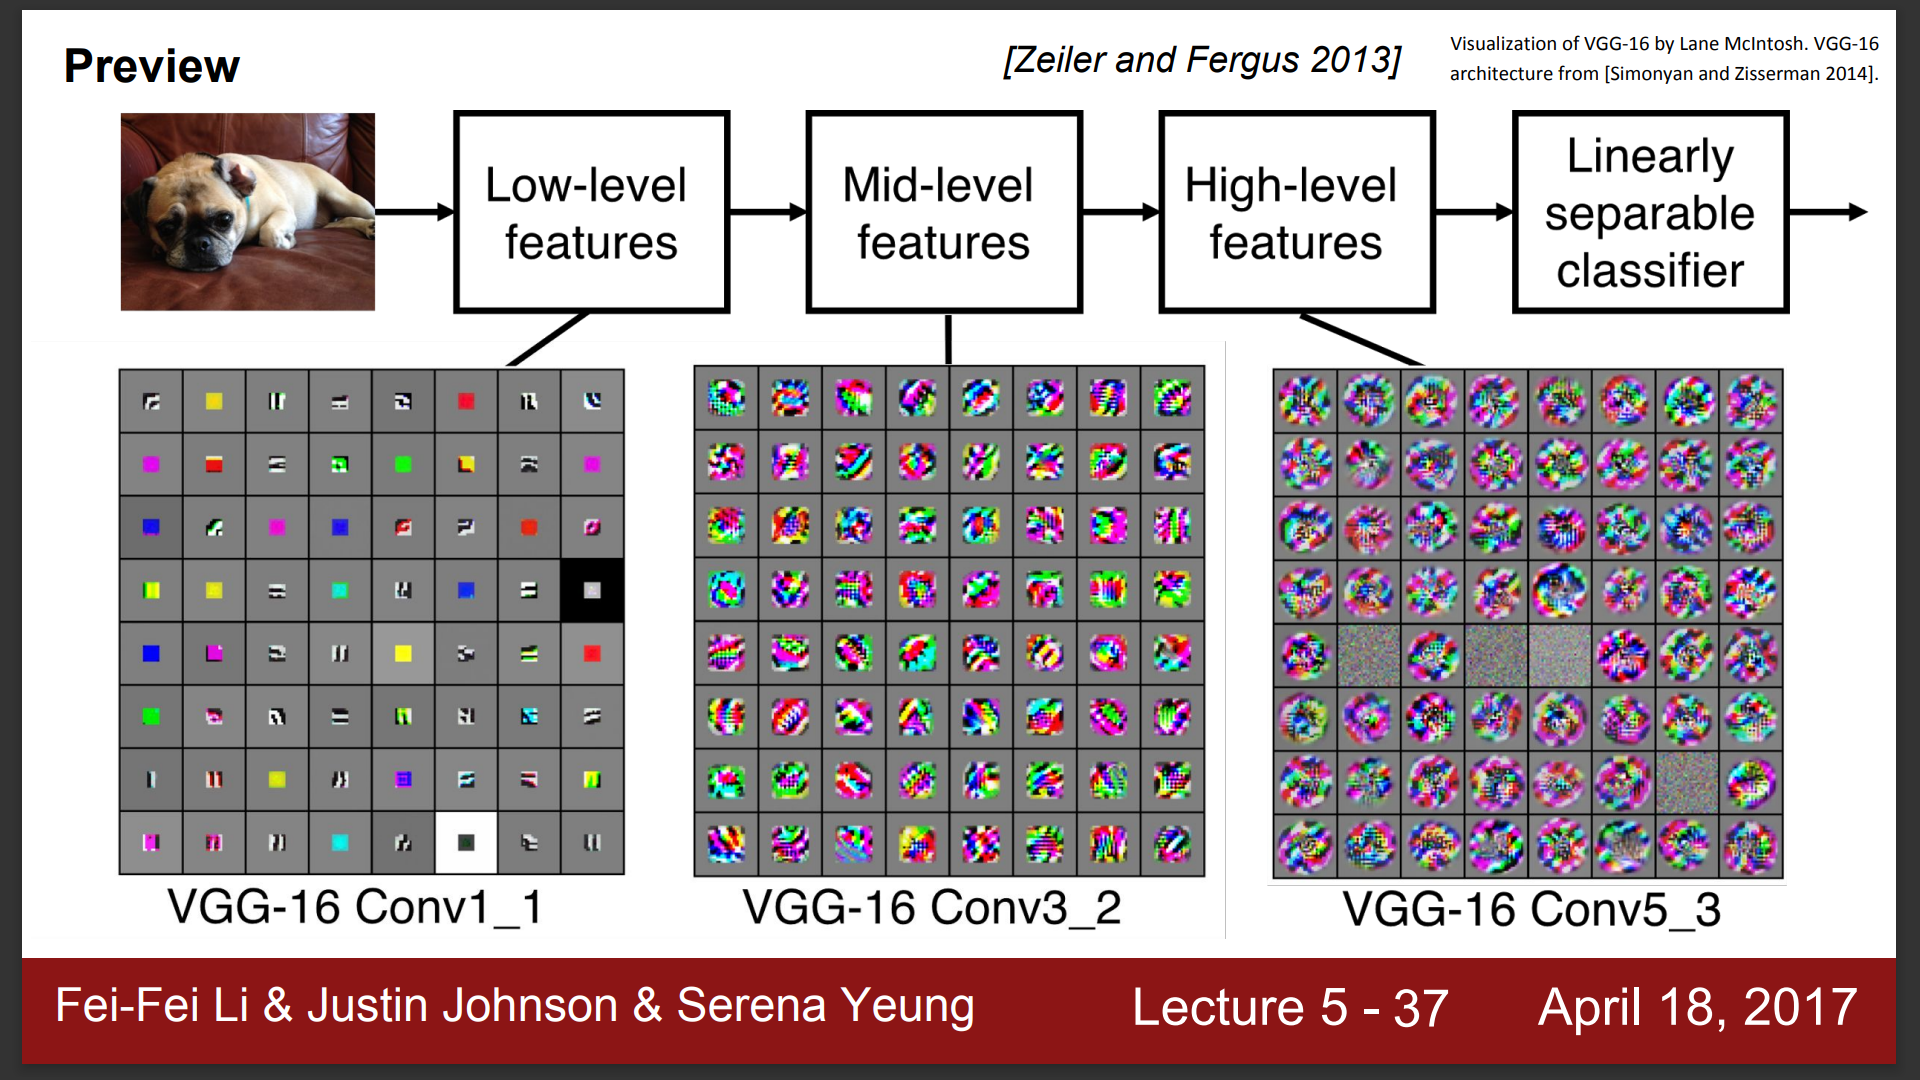 Preview
[Zeiler and Fergus 2013]
Visualization of VGG-16 by Lane McIntosh. VGG-16
architecture from [Simonyan and Zisserman 2014].
Low-level
features
Mid-level
features
High-level
features
Linearly
separable
classifier
VGG-16 Conv1_1
VGG-16 Conv3_2
VGG-16 Conv5_3
Fei-Fei Li & Justin Johnson & Serena Yeung
Lecture 5 - 37
April 18, 2017